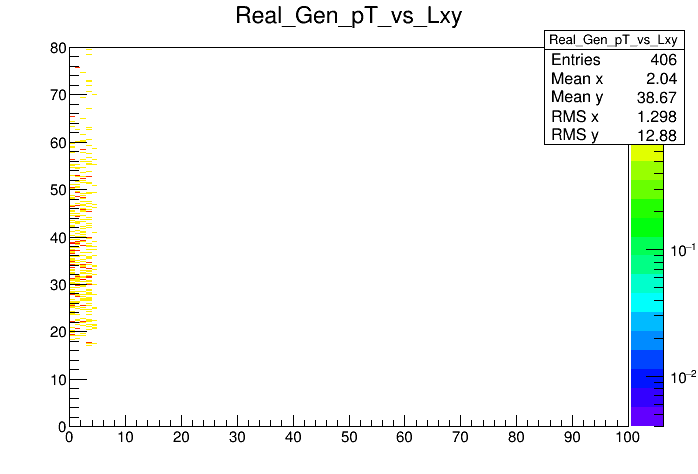 Real_Gen_pT_vs_Lxy
Real_Gen_pT_vs_Lxy
Entries 406
Mean x 2.04
Mean y 38.67
RMS x 1.298
RMS y 12.88
80
70
60
50
40
30
20
10
0
10⁻¹
10⁻²
0 10 20 30 40 50 60 70 80 90 100